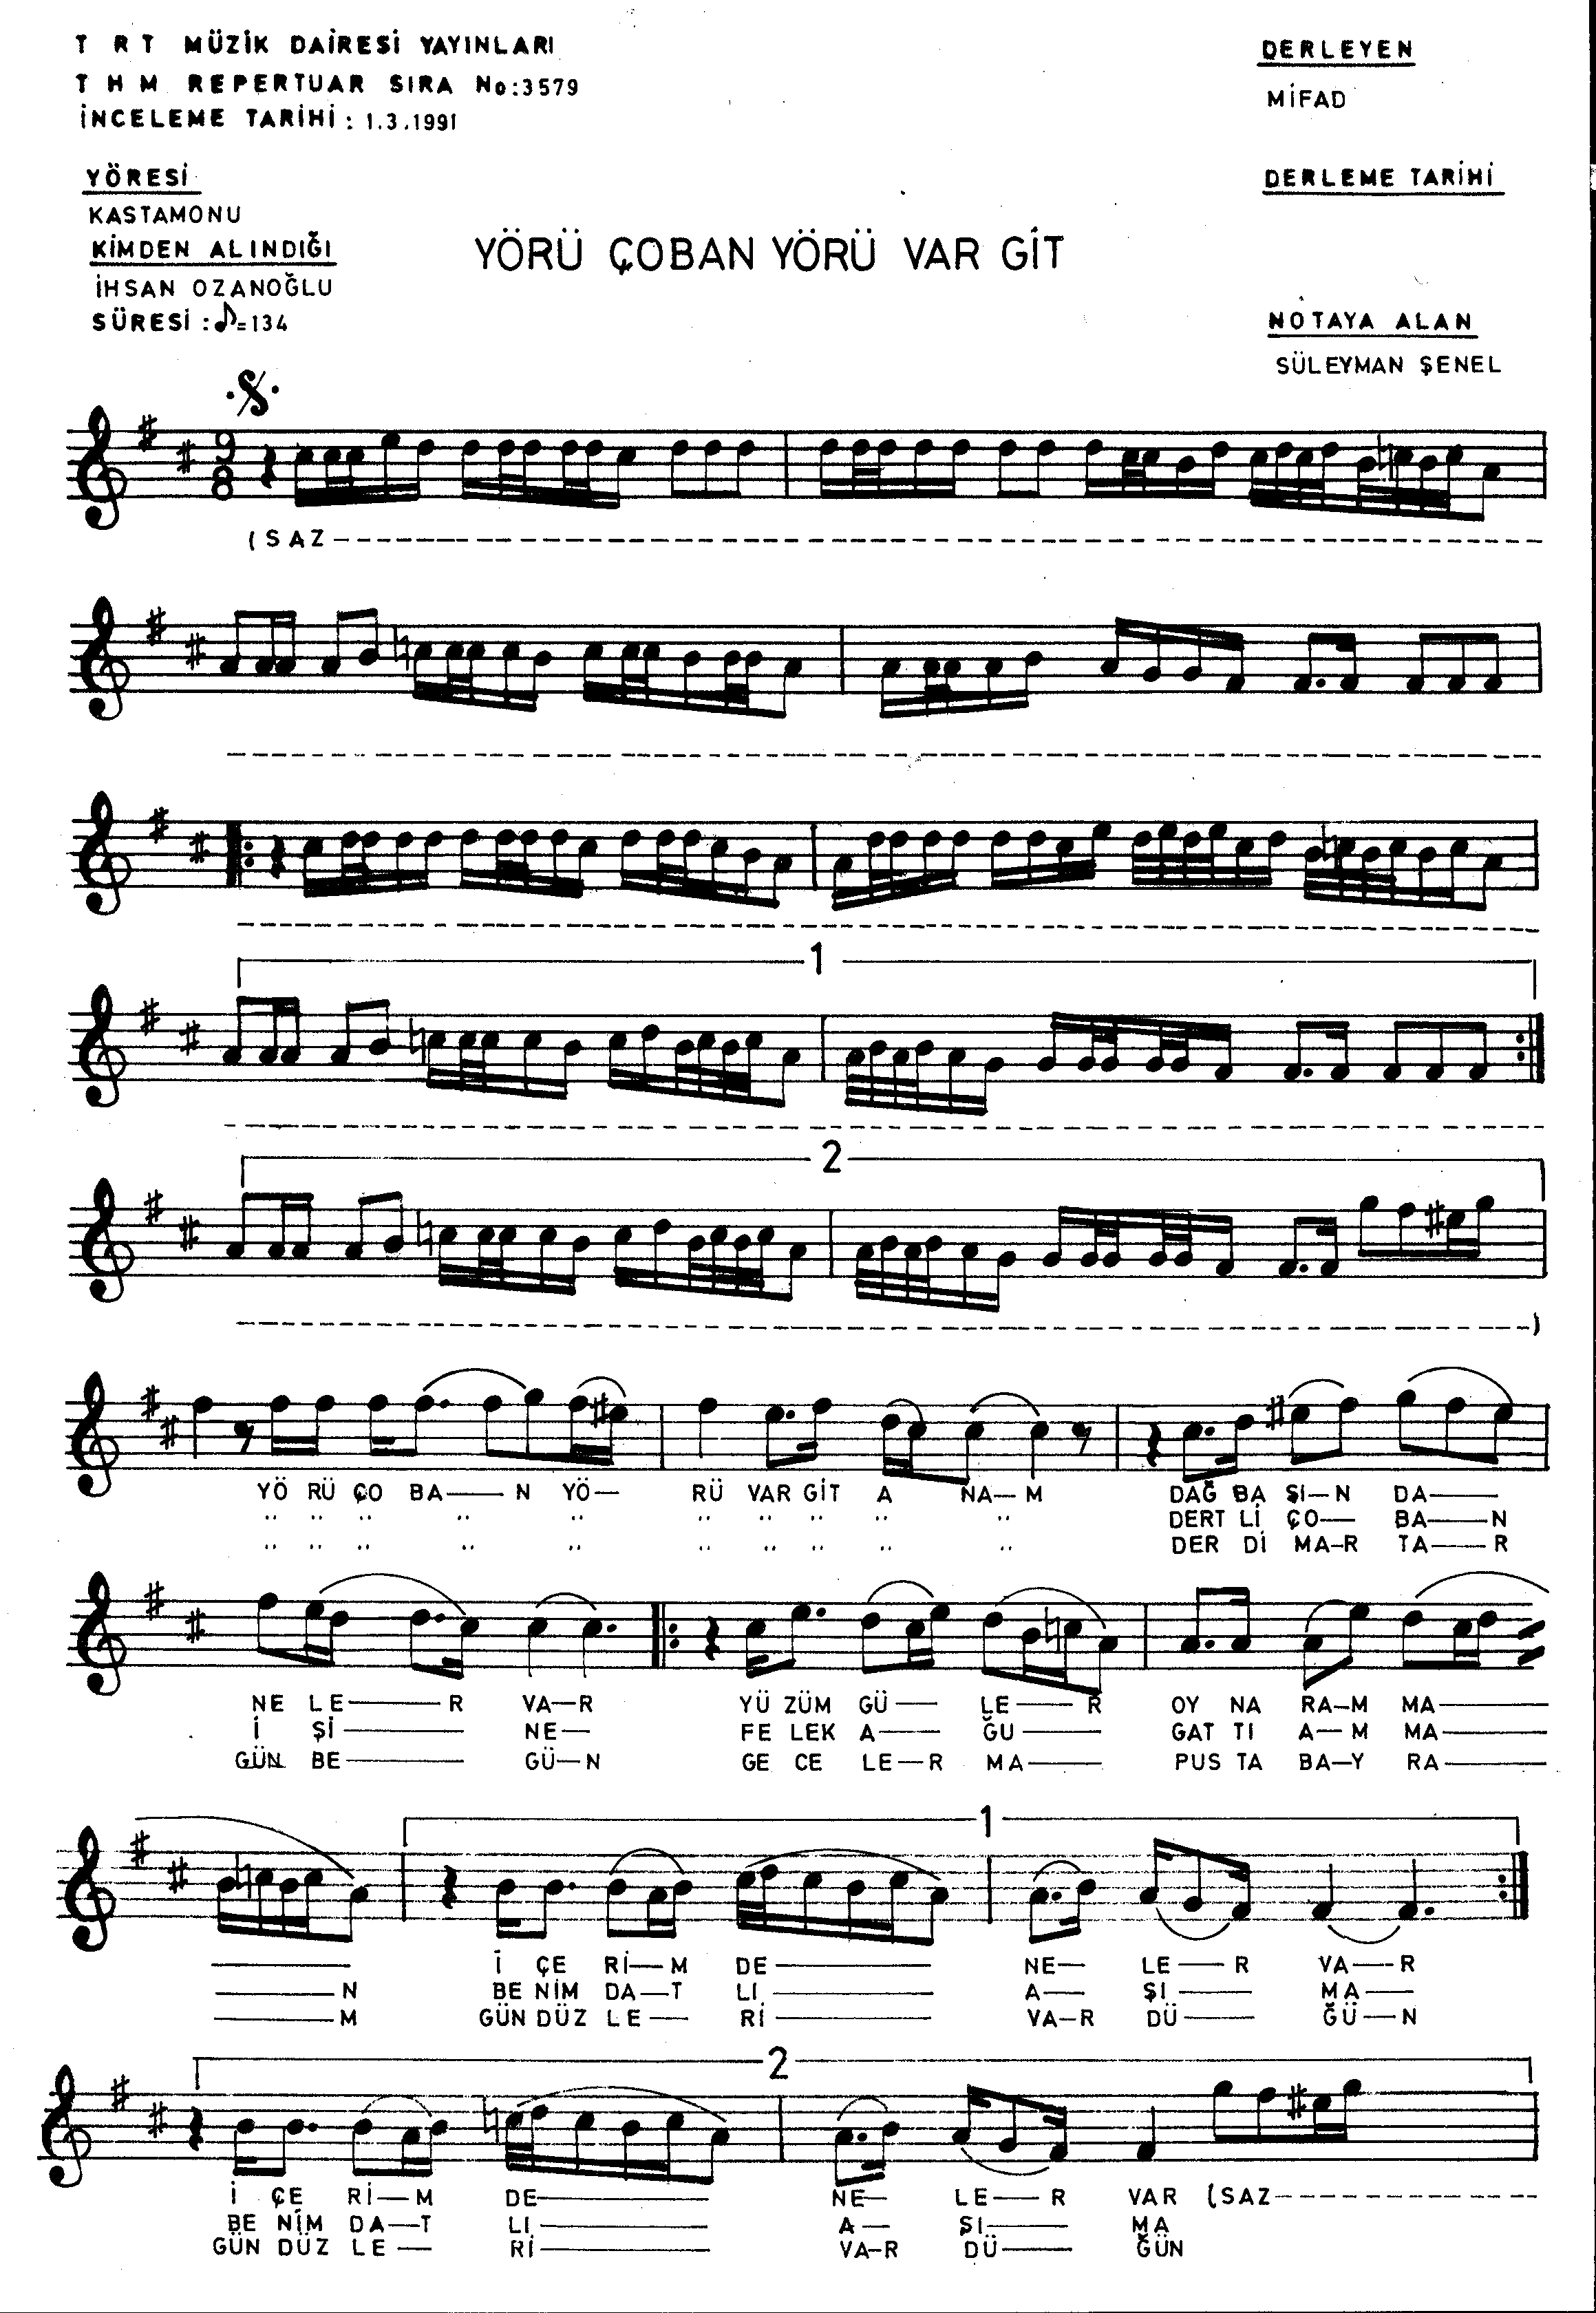 T R T MÜZİK DAİRESİ YAYINLARI
T H M REPERTUAR SIRA No:3579
İNCELEME TARİHİ : 1.3.1991
DERLEYEN
MİFAD
YÖRESİ
KASTAMONU
KİMDEN ALINDIĞI
İHSAN OZANOĞLU
SÜRESİ : ♪=134
DERLEME TARİHİ
YÖRÜ ÇOBAN YÖRÜ VAR GİT
NOTAYA ALAN
SÜLEYMAN ŞENEL
9
8
(SAZ
1
2
)
YÖ RÜ ÇO BA—— N YÖ— RÜ VAR GİT A NA—M DAĞ BA ŞI—N DA——
" " " " " " " " " " DERT Lİ ÇO— BA——N
" " " " " " " " " " DER Dİ MA—R TA——R
NE LE——— R VA—R YÜ ZÜM GÜ—— LE—— R OY NA RA—M MA———
İ Şİ ——— NE— FE LEK A—— ĞU —— GAT TI A—M MA———
GÜN BE——— GÜ—N GE CE LE—R MA—— PUS TA BA—Y RA———
1
——— İ ÇE Rİ—M DE——— NE— LE——R VA—R
——— N BE NİM DA—T LI ——— A— ŞI —— MA——
——— M GÜN DÜZ LE— Rİ ——— VA—R DÜ—— ĞÜ—N
2
İ ÇE Rİ—M DE——— NE— LE——R VAR (SAZ
BE NİM DA—T LI——— A— ŞI—— MA
GÜN DÜZ LE — Rİ——— VA—R DÜ—— ĞÜN